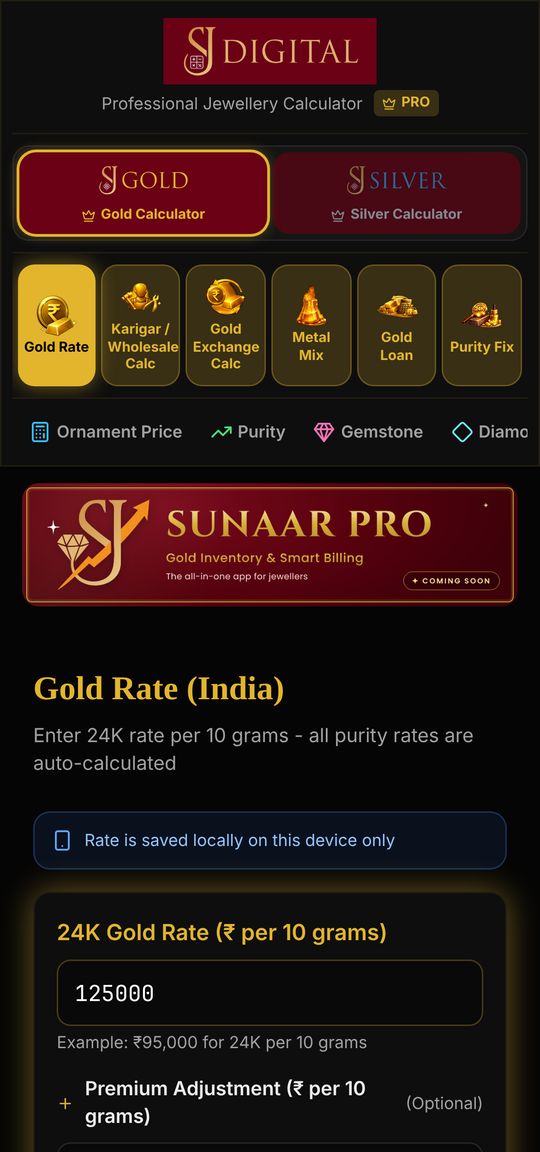 SJ DIGITAL
Professional Jewellery Calculator PRO
SJ GOLD
Gold Calculator
SJ SILVER
Silver Calculator
Gold Rate
Karigar /
Wholesale
Calc
Gold
Exchange
Calc
Metal
Mix
Gold
Loan
Purity Fix
Ornament Price
Purity
Gemstone
Diamo
SJ
SUNAAR PRO
Gold Inventory & Smart Billing
The all-in-one app for jewellers
COMING SOON
Gold Rate (India)
Enter 24K rate per 10 grams - all purity rates are
auto-calculated
Rate is saved locally on this device only
24K Gold Rate (₹ per 10 grams)
125000
Example: ₹95,000 for 24K per 10 grams
+ Premium Adjustment (₹ per 10
grams)
(Optional)